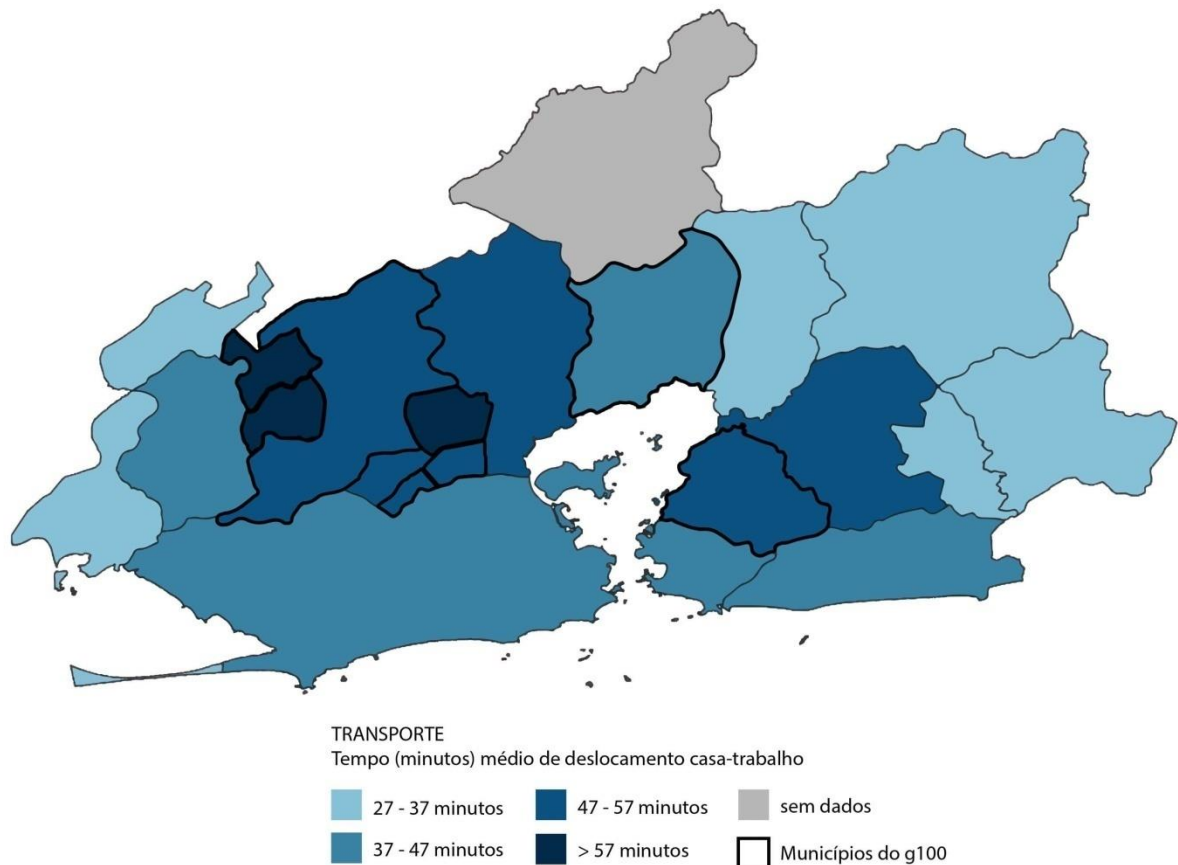 TRANSPORTE
Tempo (minutos) médio de deslocamento casa-trabalho
27 - 37 minutos
47 - 57 minutos
sem dados
37 - 47 minutos
> 57 minutos
Municípios do g100